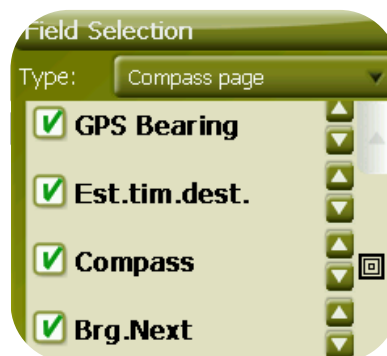 Field Selection
Type: Compass page
GPS Bearing
Est.tim.dest.
Compass
Brg.Next